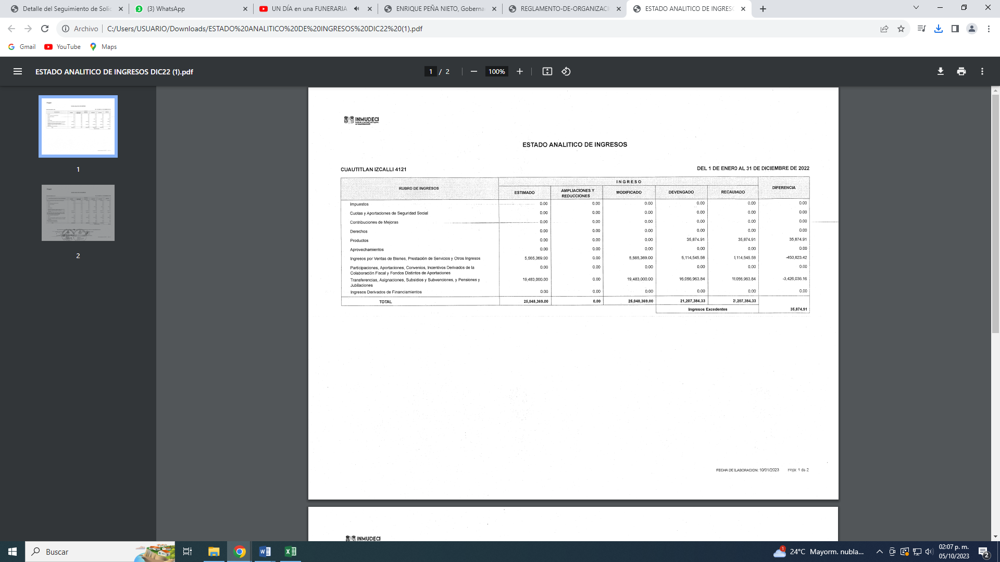 Detalle del Seguimiento de Solic
(3) WhatsApp
UN DÍA en una FUNERARIA
ENRIQUE PEÑA NIETO, Goberna
REGLAMENTO-DE-ORGANIZACI
ESTADO ANALITICO DE INGRESO
Archivo C:/Users/USUARIO/Downloads/ESTADO%20ANALITICO%20DE%20INGRESOS%20DIC22%20(1).pdf
Gmail YouTube Maps
ESTADO ANALITICO DE INGRESOS DIC22 (1).pdf
1 / 2
100%
1
2
INMUDECI
ESTADO ANALITICO DE INGRESOS
CUAUTITLAN IZCALLI 4121
DEL 1 DE ENERO AL 31 DE DICIEMBRE DE 2022
RUBRO DE INGRESOS
INGRESO
DIFERENCIA
ESTIMADO
AMPLIACIONES Y REDUCCIONES
MODIFICADO
DEVENGADO
RECAUDADO
Impuestos 0.00 0.00 0.00 0.00 0.00 0.00
Cuotas y Aportaciones de Seguridad Social 0.00 0.00 0.00 0.00 0.00 0.00
Contribuciones de Mejoras 0.00 0.00 0.00 0.00 0.00 0.00
Derechos 0.00 0.00 0.00 0.00 0.00 0.00
Productos 0.00 0.00 0.00 35,874.91 35,874.91 35,874.91
Aprovechamientos 0.00 0.00 0.00 0.00 0.00 0.00
Ingresos por Ventas de Bienes, Prestación de Servicios y Otros Ingresos 5,565,369.00 0.00 5,565,369.00 5,114,545.58 5,114,545.58 -450,823.42
Participaciones, Aportaciones, Convenios, Incentivos Derivados de la 0.00 0.00 0.00 0.00 0.00 0.00
Colaboración Fiscal y Fondos Distintos de Aportaciones
Transferencias, Asignaciones, Subsidios y Subvenciones, y Pensiones y 19,483,000.00 0.00 19,483,000.00 16,056,963.84 16,056,963.84 -3,426,036.16
Jubilaciones
Ingresos Derivados de Financiamientos 0.00 0.00 0.00 0.00 0.00 0.00
TOTAL 25,048,369.00 0.00 25,048,369.00 21,207,384.33 21,207,384.33
Ingresos Excedentes 35,874.91
FECHA DE ELABORACION: 10/01/2023 Hoja: 1 de 2
INMUDECI
Buscar
1
24°C Mayorm. nubla...
02:07 p. m.
05/10/2023
2